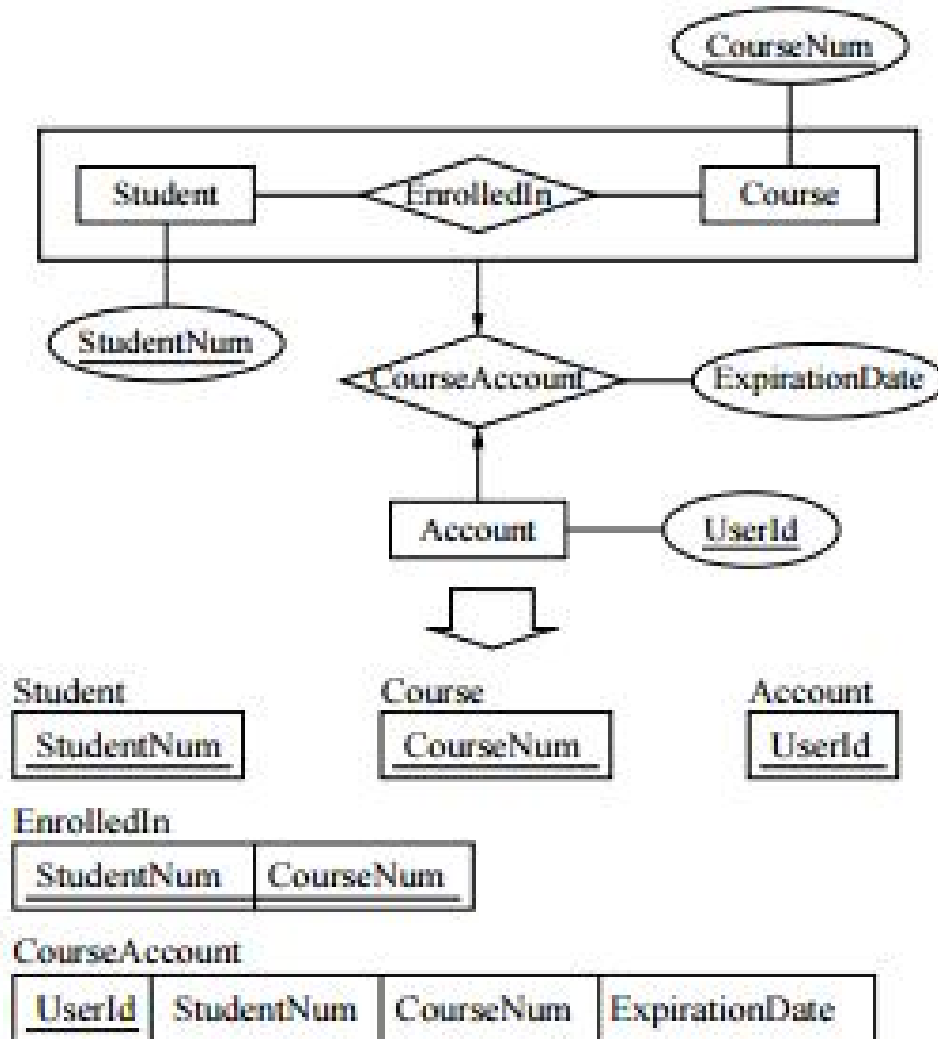 CourseNum
Student EnrolledIn Course
StudentNum
CourseAccount ExpirationDate
Account UserId
Student Course Account
StudentNum CourseNum UserId
EnrolledIn
StudentNum CourseNum
CourseAccount
UserId StudentNum CourseNum ExpirationDate